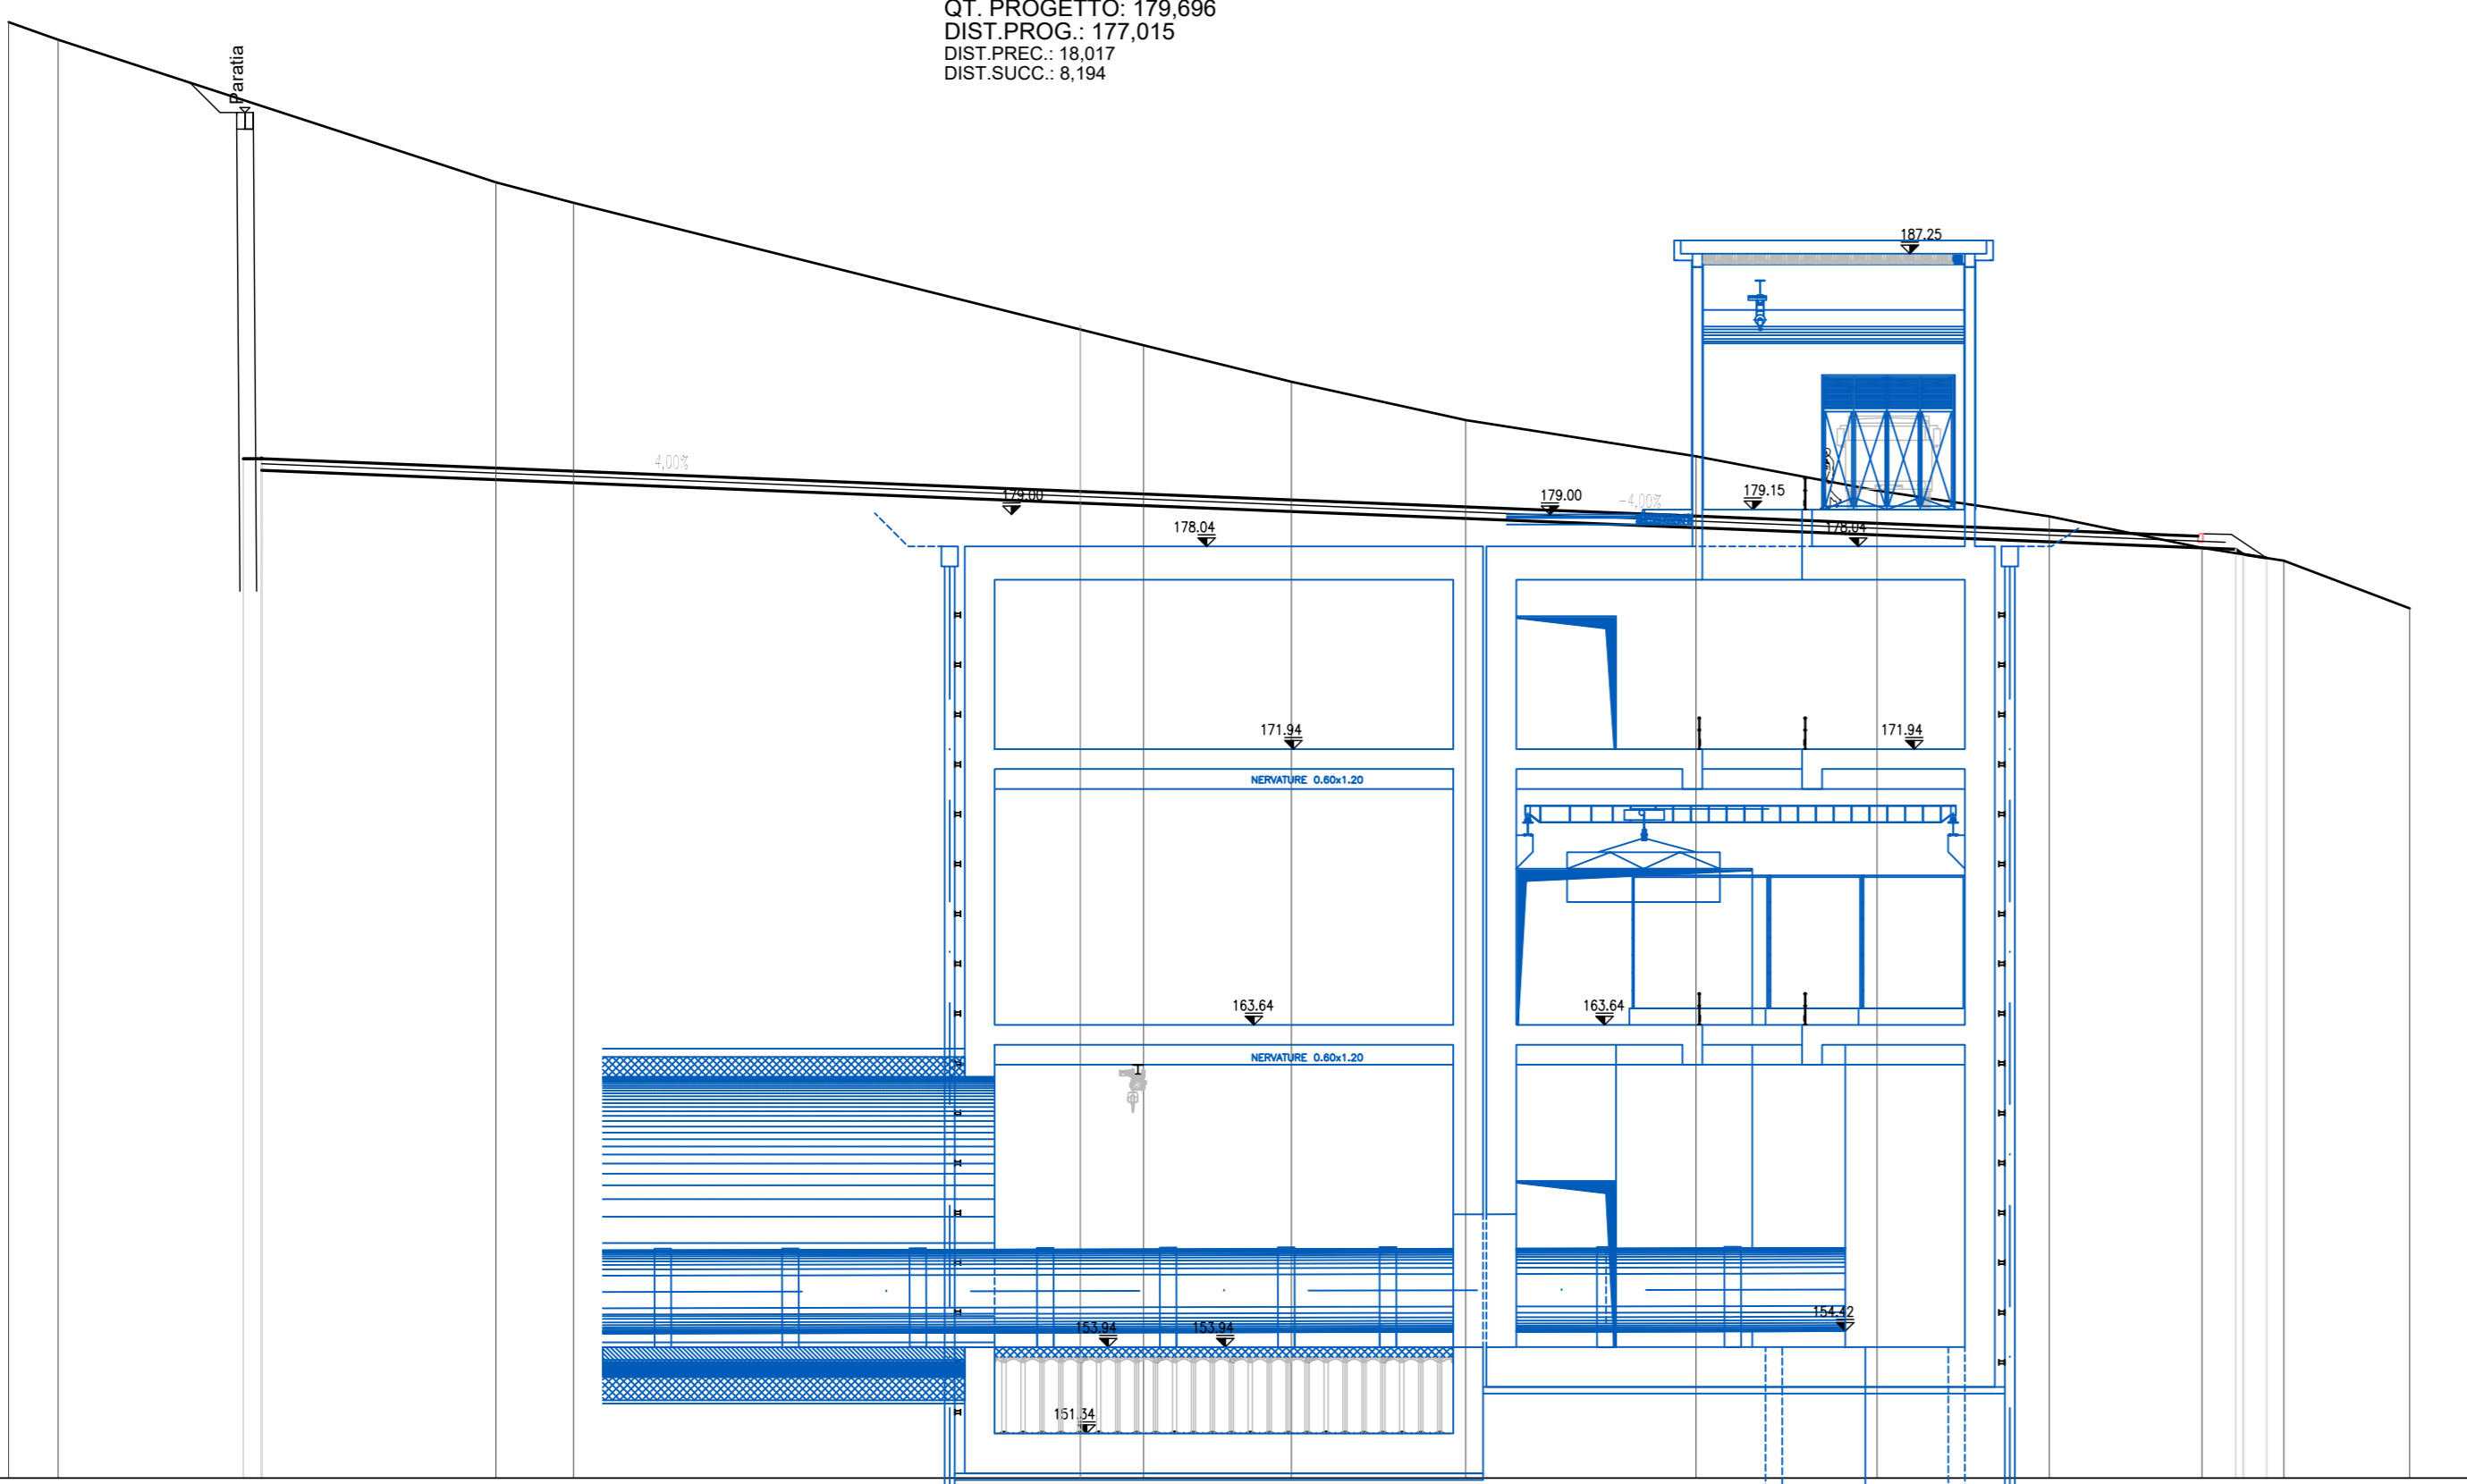 QT. PROGETTO: 179,696
DIST.PROG.: 177,015
DIST.PREC.: 18,017
DIST.SUCC.: 8,194
Paratia
187.25
4,00%
179.00
179.00
-4,00%
179.15
178.04
178.04
171.94
171.94
NERVATURE 0.60x1.20
163.64
163.64
NERVATURE 0.60x1.20
154.42
153.94
153.94
151.34